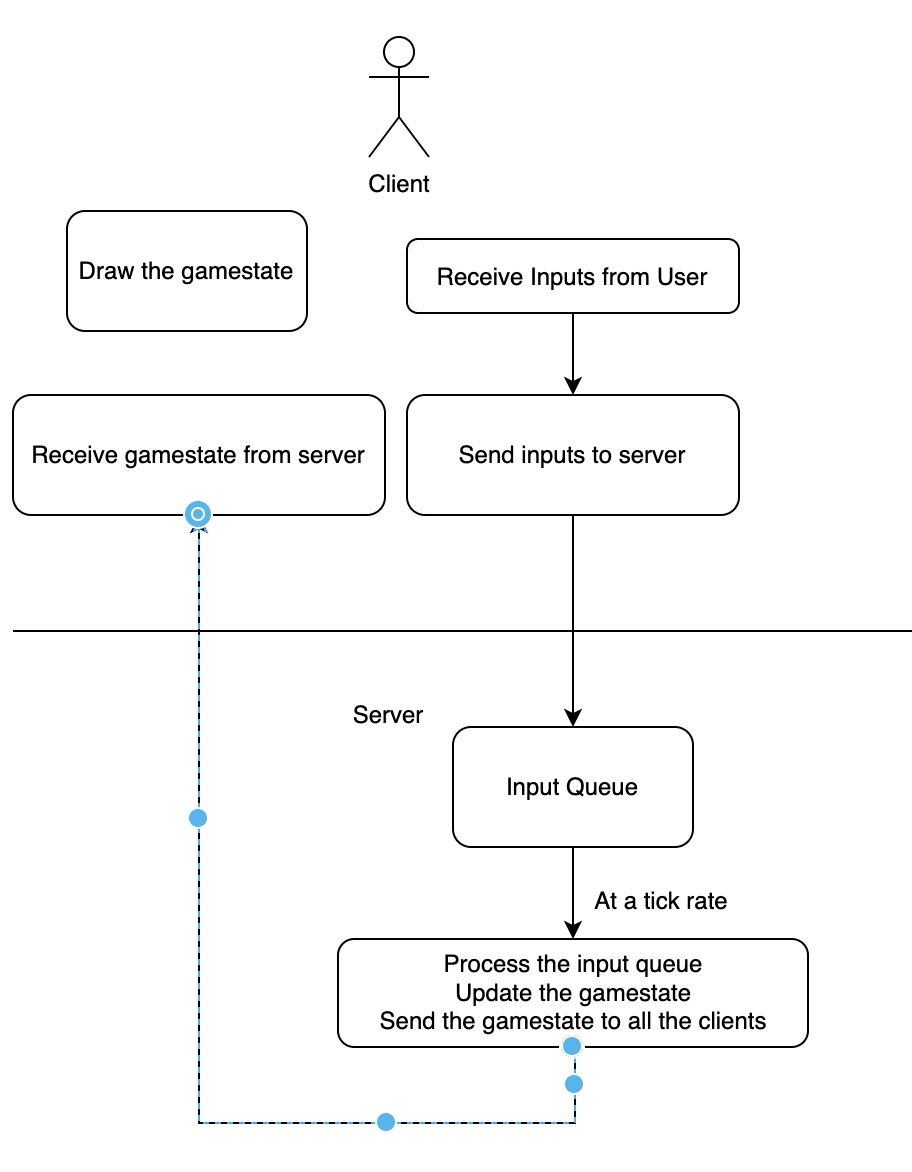 Client
Draw the gamestate
Receive Inputs from User
Receive gamestate from server
Send inputs to server
Server
Input Queue
At a tick rate
Process the input queue
Update the gamestate
Send the gamestate to all the clients